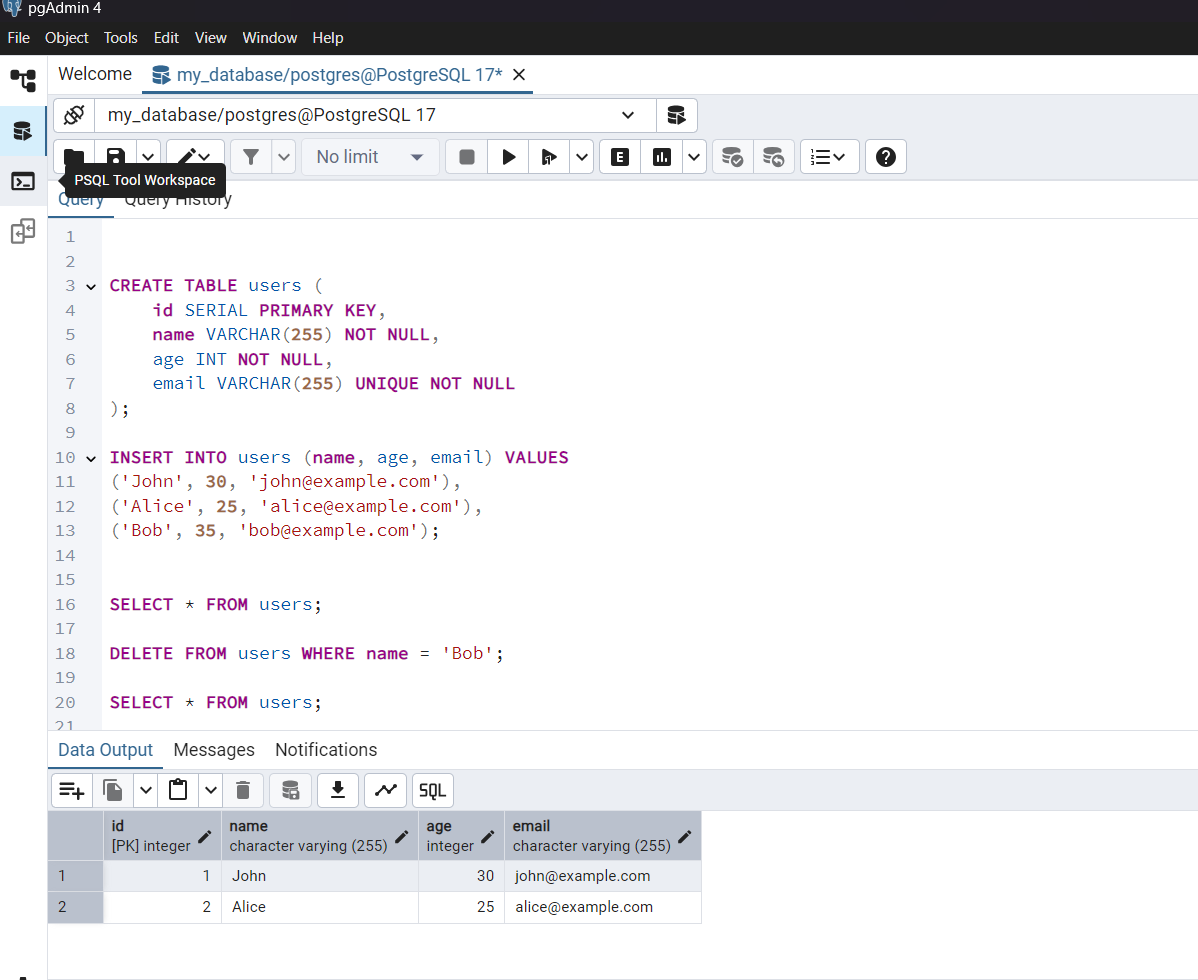 pgAdmin 4
File Object Tools Edit View Window Help
Welcome my_database/postgres@PostgreSQL 17*
my_database/postgres@PostgreSQL 17
No limit
E
PSQL Tool Workspace
Query Query History
1
2
3 CREATE TABLE users (
4 id SERIAL PRIMARY KEY,
5 name VARCHAR(255) NOT NULL,
6 age INT NOT NULL,
7 email VARCHAR(255) UNIQUE NOT NULL
8 );
9
10 INSERT INTO users (name, age, email) VALUES
11 ('John', 30, 'john@example.com'),
12 ('Alice', 25, 'alice@example.com'),
13 ('Bob', 35, 'bob@example.com');
14
15
16 SELECT * FROM users;
17
18 DELETE FROM users WHERE name = 'Bob';
19
20 SELECT * FROM users;
21
Data Output Messages Notifications
SQL
id name age email
[PK] integer character varying (255) integer character varying (255)
1 1 John 30 john@example.com
2 2 Alice 25 alice@example.com